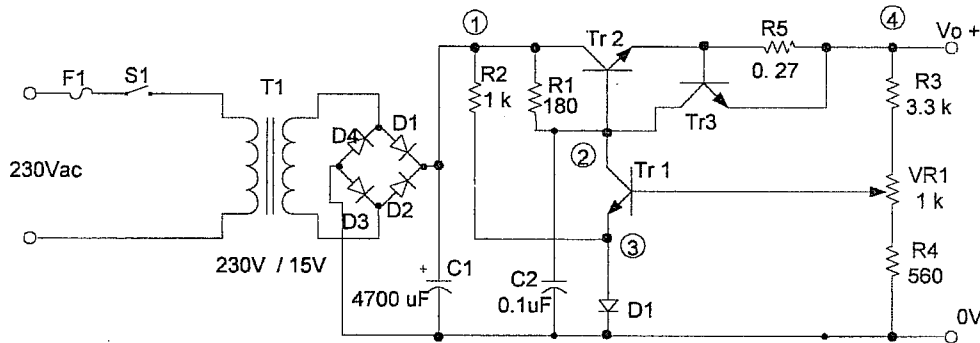 1
4
Vo +
Tr 2
R5
0. 27
F1
S1
T1
R2
1 k
R1
180
R3
3.3 k
Tr3
D4
D1
2
Tr 1
230Vac
VR1
1 k
D3
D2
3
230V / 15V
+
C1
4700 uF
C2
0.1uF
D1
R4
560
0V